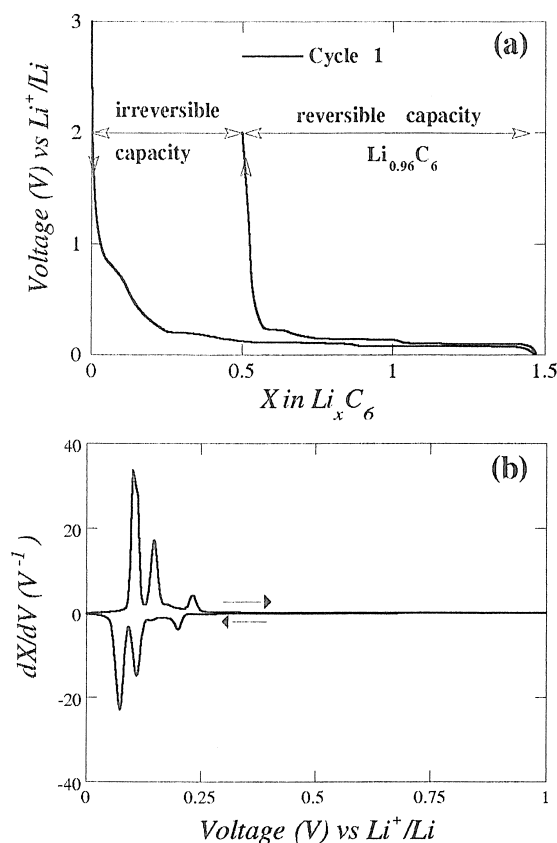 (a)
3
2
1
0
Voltage (V) vs Li⁺/Li
Cycle 1
irreversible
capacity
reversible capacity
Li₀.₉₆C₆
0 0.5 1 1.5
X in LiₓC₆
(b)
40
20
0
-20
-40
dX/dV (V⁻¹)
0 0.25 0.5 0.75 1
Voltage (V) vs Li⁺/Li